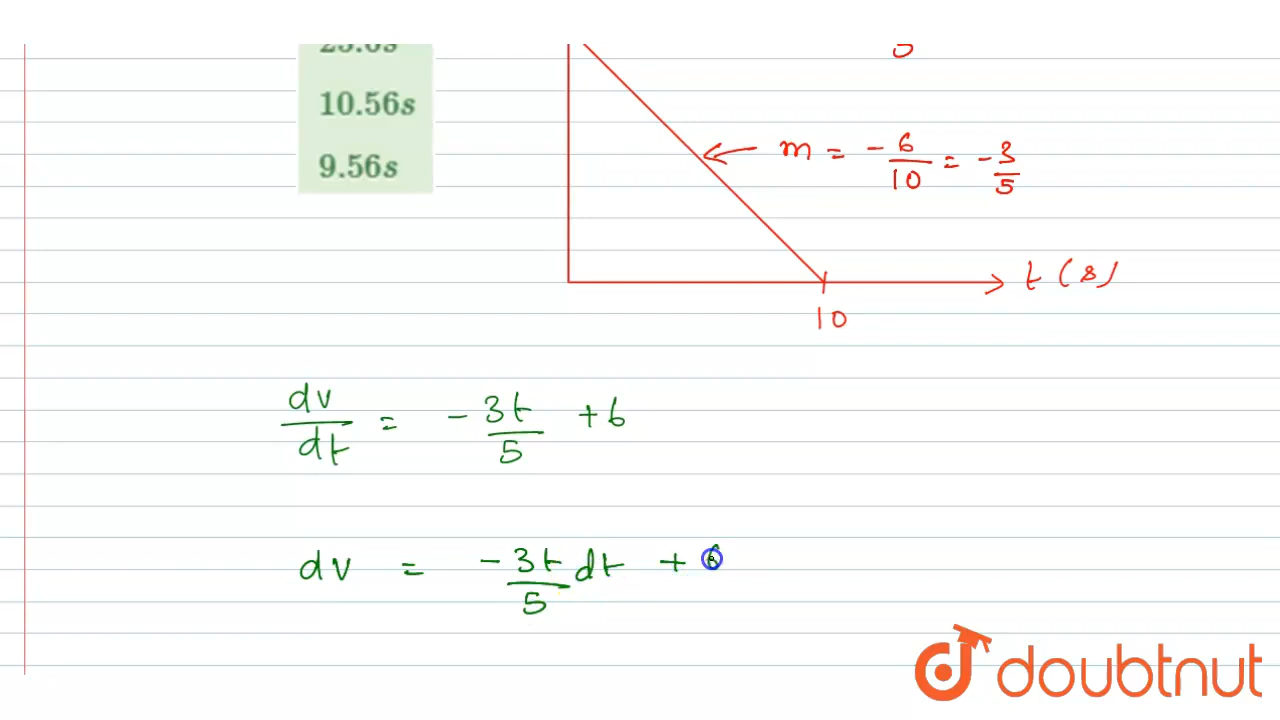 10.56s
m = -6/10 = -3/5
9.56s
t (s)
10
dv/dt = -3t/5 + 6
dv = -3t/5 dt + 6
doubtnut